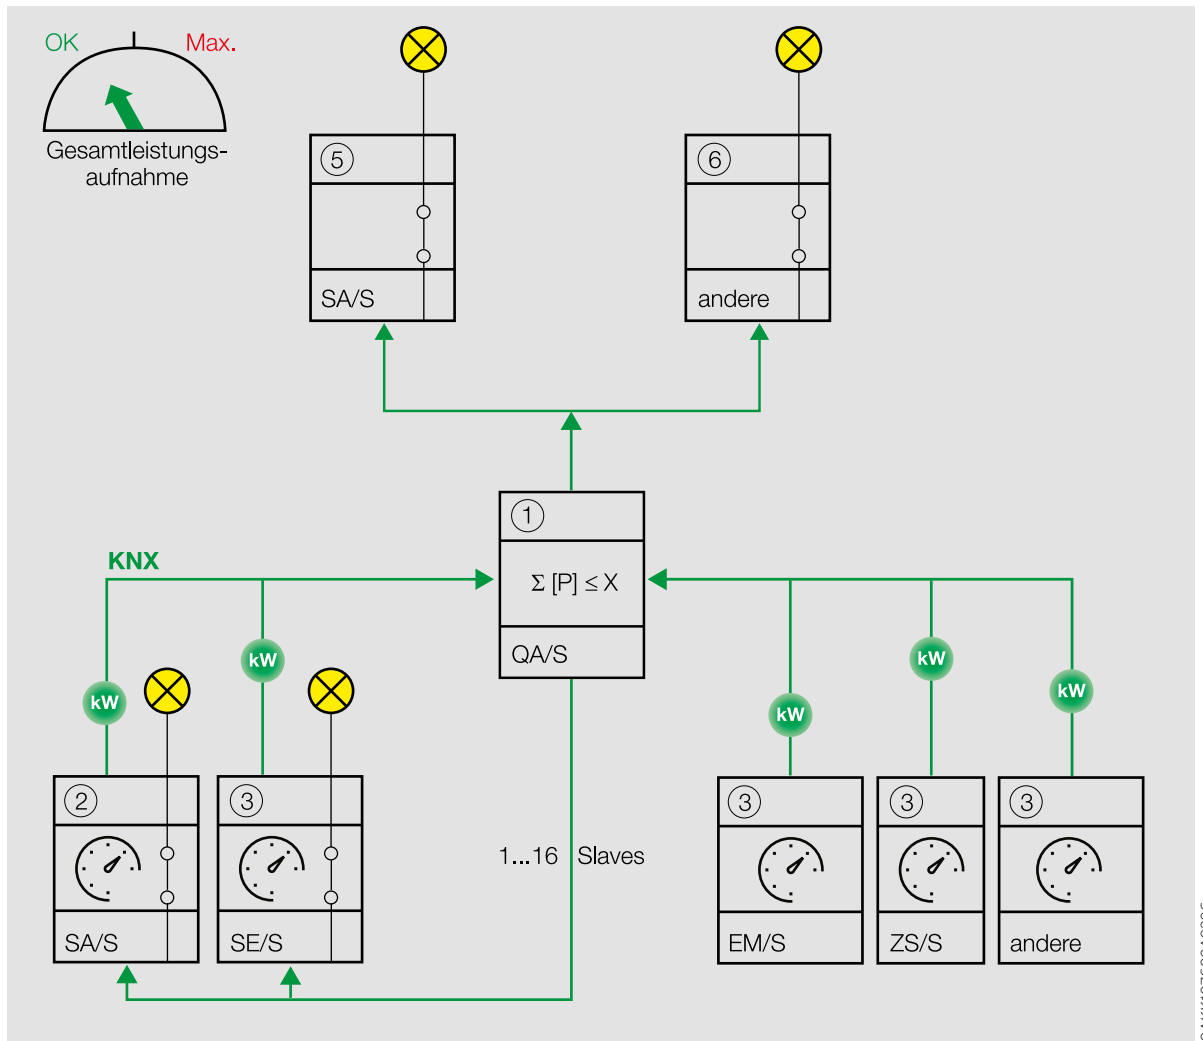 OK
Max.
Gesamtleistungs-
aufnahme
5
SA/S
6
andere
1
Σ [P] ≤ X
QA/S
KNX
kW
kW
kW
kW
kW
2
SA/S
3
SE/S
1...16 Slaves
3
EM/S
3
ZS/S
3
andere